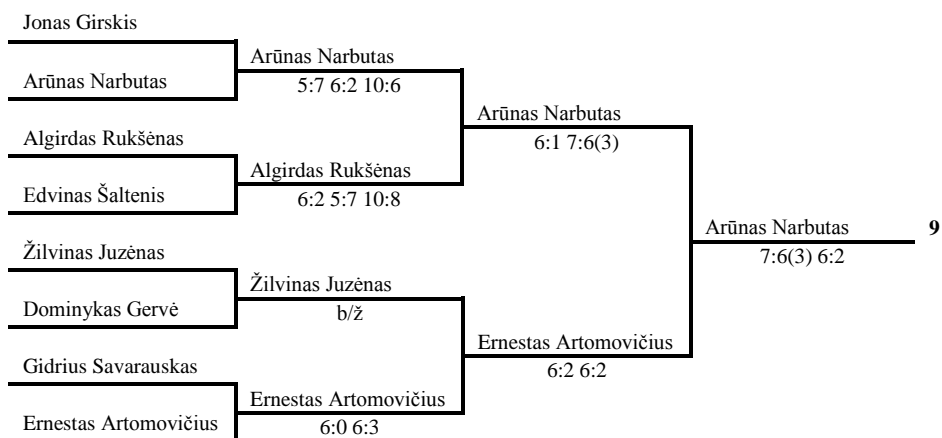 Jonas Girskis
Arūnas Narbutas
Arūnas Narbutas
5:7 6:2 10:6
Arūnas Narbutas
6:1 7:6(3)
Algirdas Rukšėnas
Algirdas Rukšėnas
6:2 5:7 10:8
Edvinas Šaltenis
Arūnas Narbutas
9
7:6(3) 6:2
Žilvinas Juzėnas
Žilvinas Juzėnas
b/ž
Dominykas Gervė
Ernestas Artomovičius
6:2 6:2
Gidrius Savarauskas
Ernestas Artomovičius
6:0 6:3
Ernestas Artomovičius